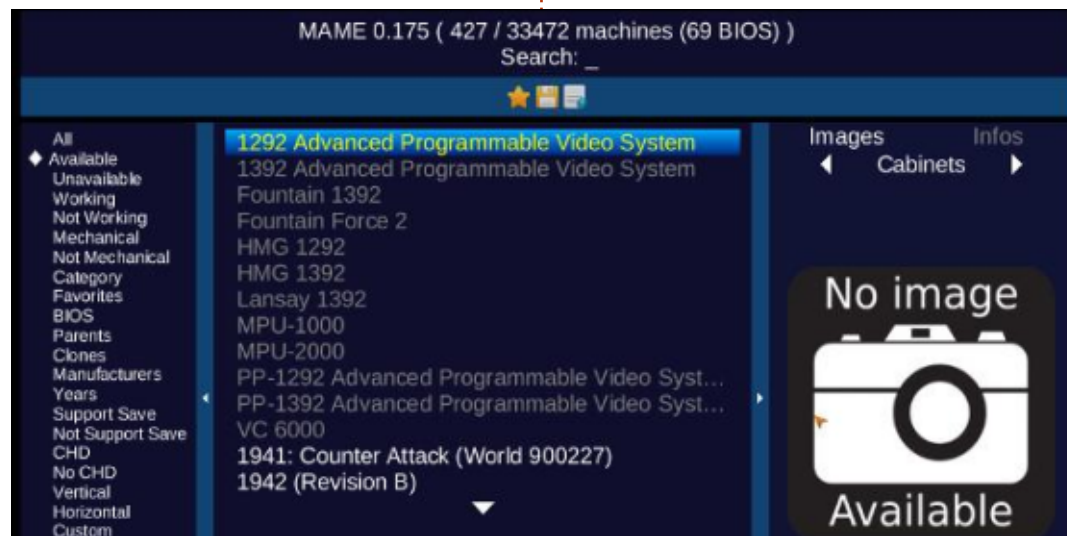 MAME 0.175 ( 427 / 33472 machines (69 BIOS) )
Search: _
All
Available
Unavailable
Working
Not Working
Mechanical
Not Mechanical
Category
Favorites
BIOS
Parents
Clones
Manufacturers
Years
Support Save
Not Support Save
CHD
No CHD
Vertical
Horizontal
Custom
1292 Advanced Programmable Video System
1392 Advanced Programmable Video System
Fountain 1392
Fountain Force 2
HMG 1292
HMG 1392
Lansay 1392
MPU-1000
MPU-2000
PP-1292 Advanced Programmable Video Syst...
PP-1392 Advanced Programmable Video Syst...
VC 6000
1941: Counter Attack (World 900227)
1942 (Revision B)
Images Infos
Cabinets
No image
Available